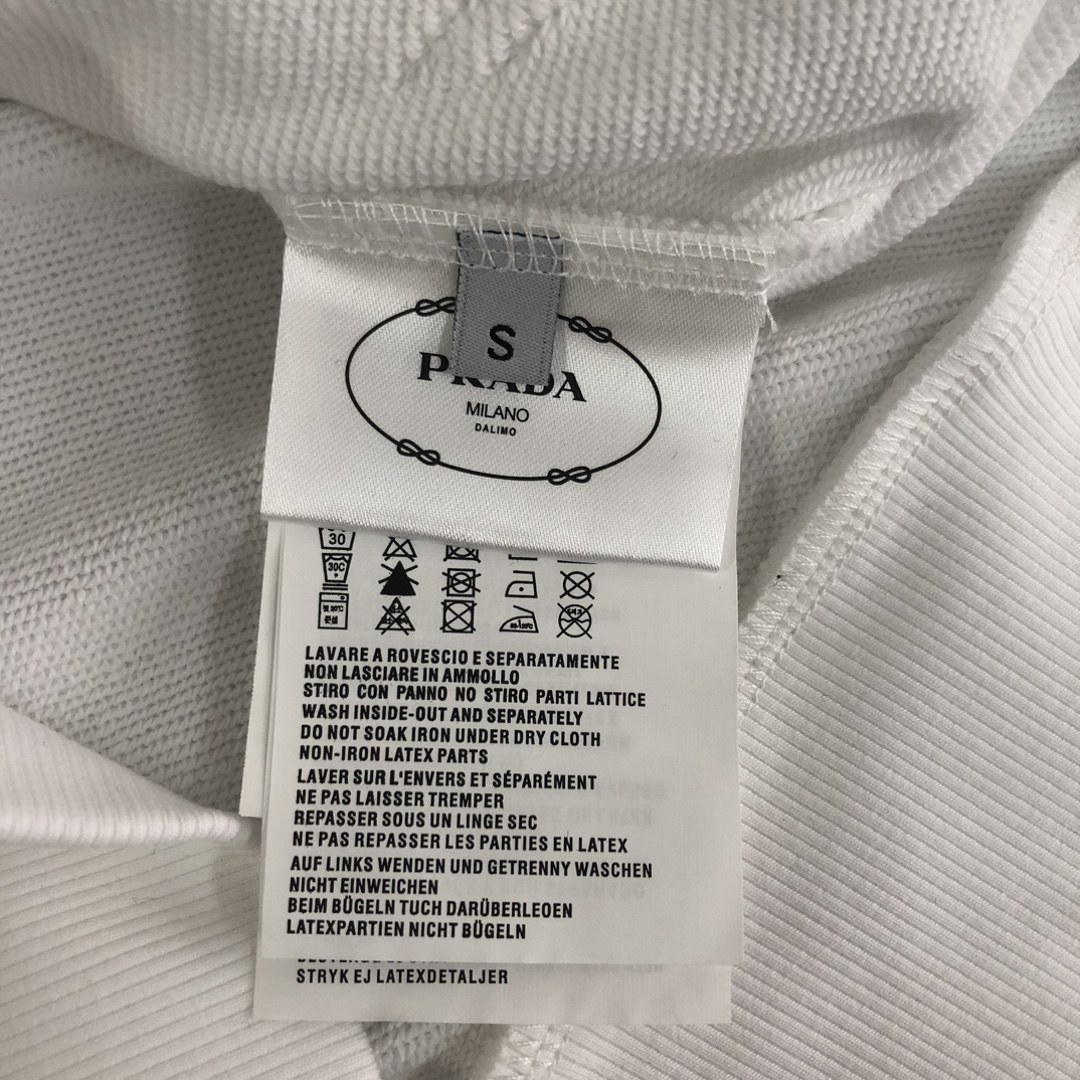 S
PRADA
MILANO
DALIMO
30
30C
LAVARE A ROVESCIO E SEPARATAMENTE
NON LASCIARE IN AMMOLLO
STIRO CON PANNO NO STIRO PARTI LATTICE
WASH INSIDE-OUT AND SEPARATELY
DO NOT SOAK IRON UNDER DRY CLOTH
NON-IRON LATEX PARTS
LAVER SUR L'ENVERS ET SÉPARÉMENT
NE PAS LAISSER TREMPER
REPASSER SOUS UN LINGE SEC
NE PAS REPASSER LES PARTIES EN LATEX
AUF LINKS WENDEN UND GETRENNY WASCHEN
NICHT EINWEICHEN
BEIM BÜGELN TUCH DARÜBERLEOEN
LATEXPARTIEN NICHT BÜGELN
STRYK EJ LATEXDETALJER